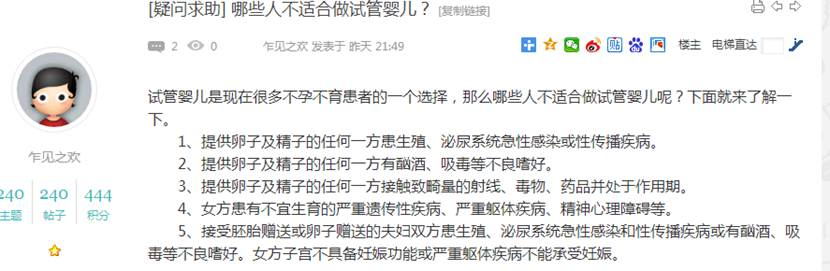 [疑问求助] 哪些人不适合做试管婴儿？ [复制链接]
2 0 乍见之欢 发表于 昨天 21:49 楼主 电梯直达
试管婴儿是现在很多不孕不育患者的一个选择，那么哪些人不适合做试管婴儿呢？下面就来了解一
下。
1、提供卵子及精子的任何一方患生殖、泌尿系统急性感染或性传播疾病。
2、提供卵子及精子的任何一方有酗酒、吸毒等不良嗜好。
3、提供卵子及精子的任何一方接触致畸量的射线、毒物、药品并处于作用期。
4、女方患有不宜生育的严重遗传性疾病、严重躯体疾病、精神心理障碍等。
5、接受胚胎赠送或卵子赠送的夫妇双方患生殖、泌尿系统急性感染和性传播疾病或有酗酒、吸
毒等不良嗜好。女方子宫不具备妊娠功能或严重躯体疾病不能承受妊娠。
乍见之欢
240 240 444
主题 帖子 积分